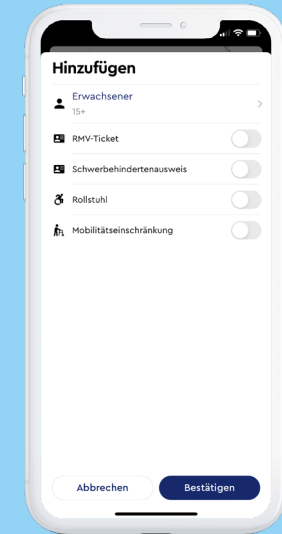 Hinzufügen
Erwachsener
15+
RMV-Ticket
Schwerbehindertenausweis
Rollstuhl
Mobilitätseinschränkung
Abbrechen
Bestätigen